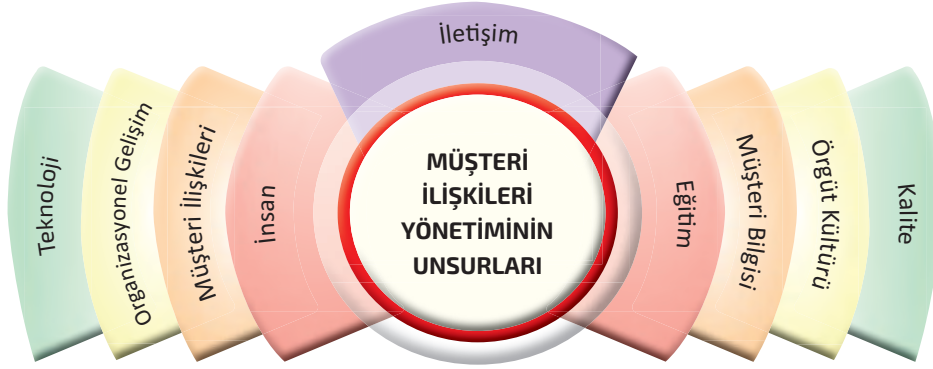 İletişim
Teknoloji
Organizasyonel Gelişim
Müşteri İlişkileri
İnsan
MÜŞTERİ
İLİŞKİLERİ
YÖNETİMİNİN
UNSURLARI
Eğitim
Müşteri Bilgisi
Örgüt Kültürü
Kalite